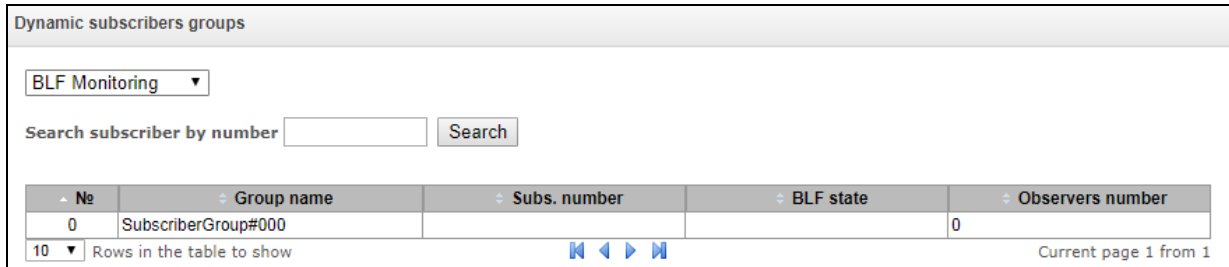 Dynamic subscribers groups
BLF Monitoring
Search subscriber by number Search
№ Group name Subs. number BLF state Observers number
0 SubscriberGroup#000 0
10 Rows in the table to show Current page 1 from 1